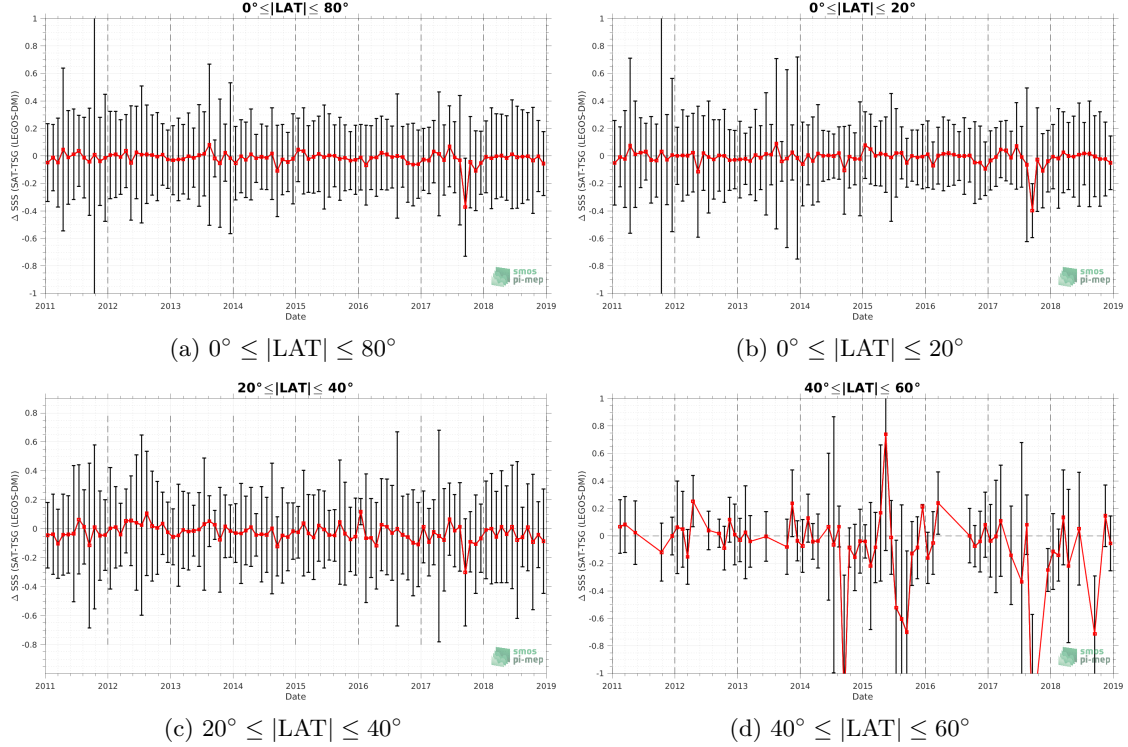 0°≤|LAT|≤ 80°
Δ SSS (SAT-TSG (LEGOS-DM))
1
0.8
0.6
0.4
0.2
0
-0.2
-0.4
-0.6
-0.8
-1
2011 2012 2013 2014 2015 2016 2017 2018 2019
Date
smos
pi-mep
(a) 0° ≤ |LAT| ≤ 80°
0°≤|LAT|≤ 20°
Δ SSS (SAT-TSG (LEGOS-DM))
1
0.8
0.6
0.4
0.2
0
-0.2
-0.4
-0.6
-0.8
-1
2011 2012 2013 2014 2015 2016 2017 2018 2019
Date
smos
pi-mep
(b) 0° ≤ |LAT| ≤ 20°
20°≤|LAT|≤ 40°
Δ SSS (SAT-TSG (LEGOS-DM))
0.8
0.6
0.4
0.2
0
-0.2
-0.4
-0.6
-0.8
2011 2012 2013 2014 2015 2016 2017 2018 2019
Date
smos
pi-mep
(c) 20° ≤ |LAT| ≤ 40°
40°≤|LAT|≤ 60°
Δ SSS (SAT-TSG (LEGOS-DM))
1
0.8
0.6
0.4
0.2
0
-0.2
-0.4
-0.6
-0.8
-1
2011 2012 2013 2014 2015 2016 2017 2018 2019
Date
smos
pi-mep
(d) 40° ≤ |LAT| ≤ 60°